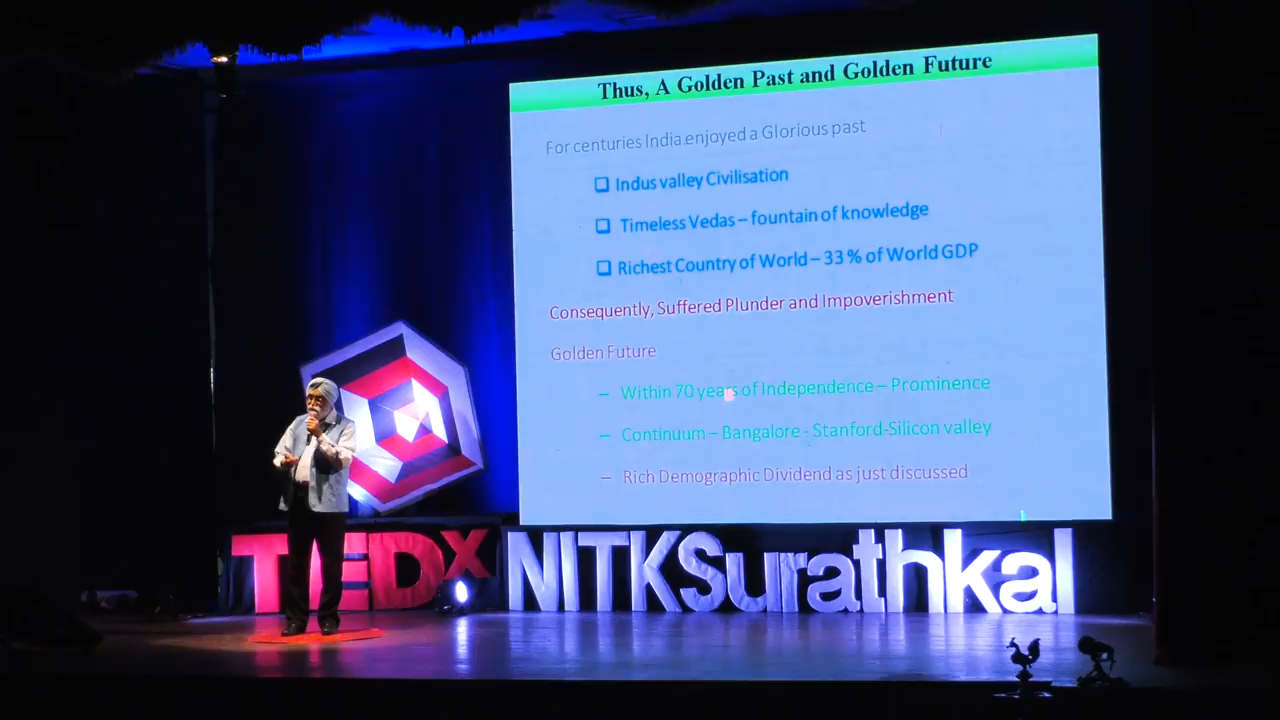 Thus, A Golden Past and Golden Future
For centuries India enjoyed a Glorious past
Indus valley Civilisation
Timeless Vedas – fountain of knowledge
Richest Country of World – 33 % of World GDP
Consequently, Suffered Plunder and Impoverishment
Golden Future
– Within 70 years of Independence – Prominence
– Continuum – Bangalore - Stanford-Silicon valley
– Rich Demographic Dividend as just discussed
TEDx NITKSurathkal